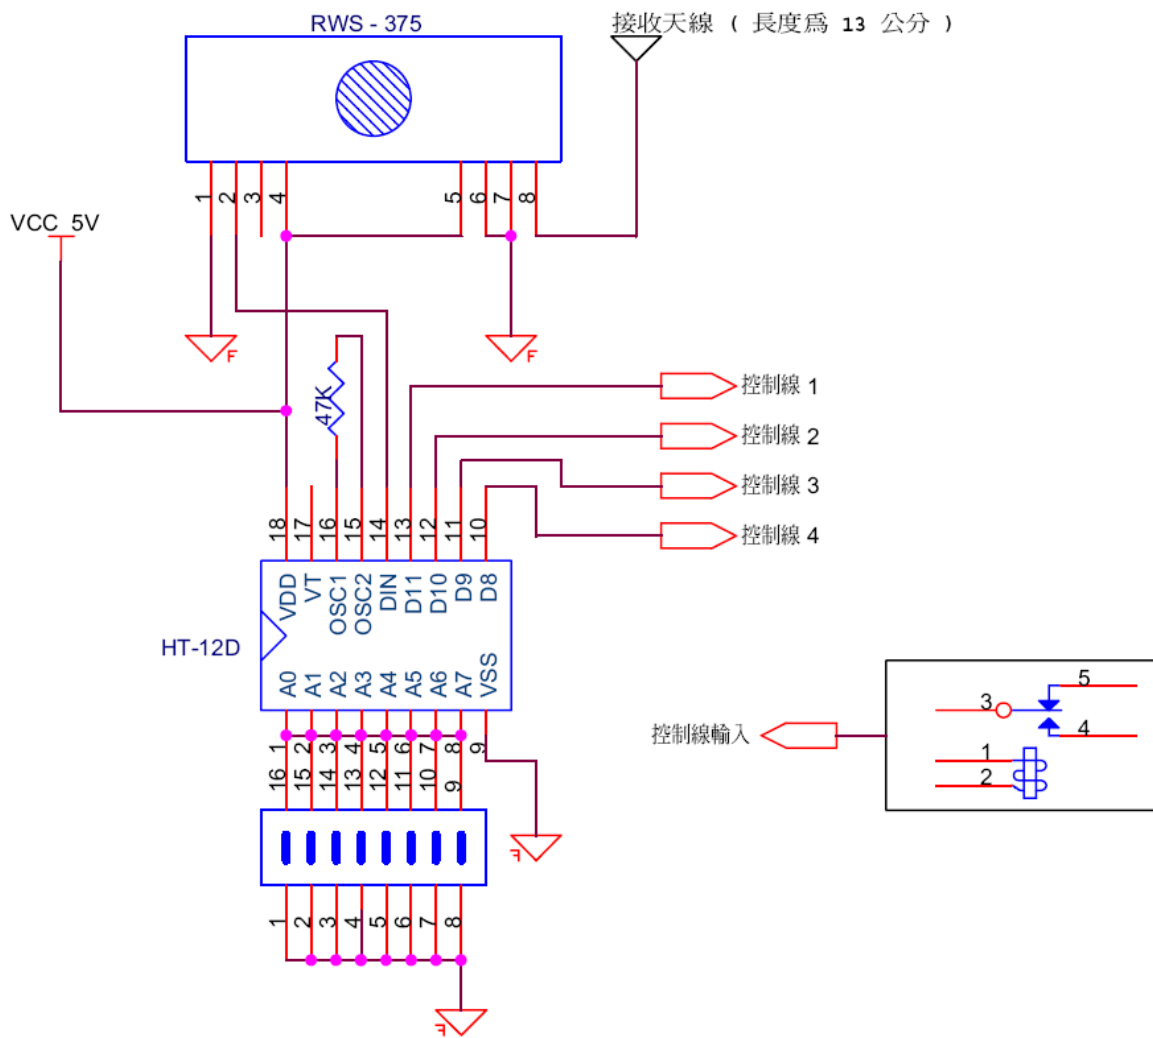 RWS - 375
接收天線 ( 長度爲 13 公分 )
1 2 3 4 5 6 7 8
VCC 5V
F
F
47K
控制線 1
控制線 2
控制線 3
控制線 4
18 17 16 15 14 13 12 11 10
VDD VT OSC1 OSC2 DIN D11 D10 D9 D8
HT-12D
A0 A1 A2 A3 A4 A5 A6 A7 VSS
1 2 3 4 5 6 7 8 9
16 15 14 13 12 11 10 9
F
1 2 3 4 5 6 7 8
F
控制線輸入
5
3
4
1
2